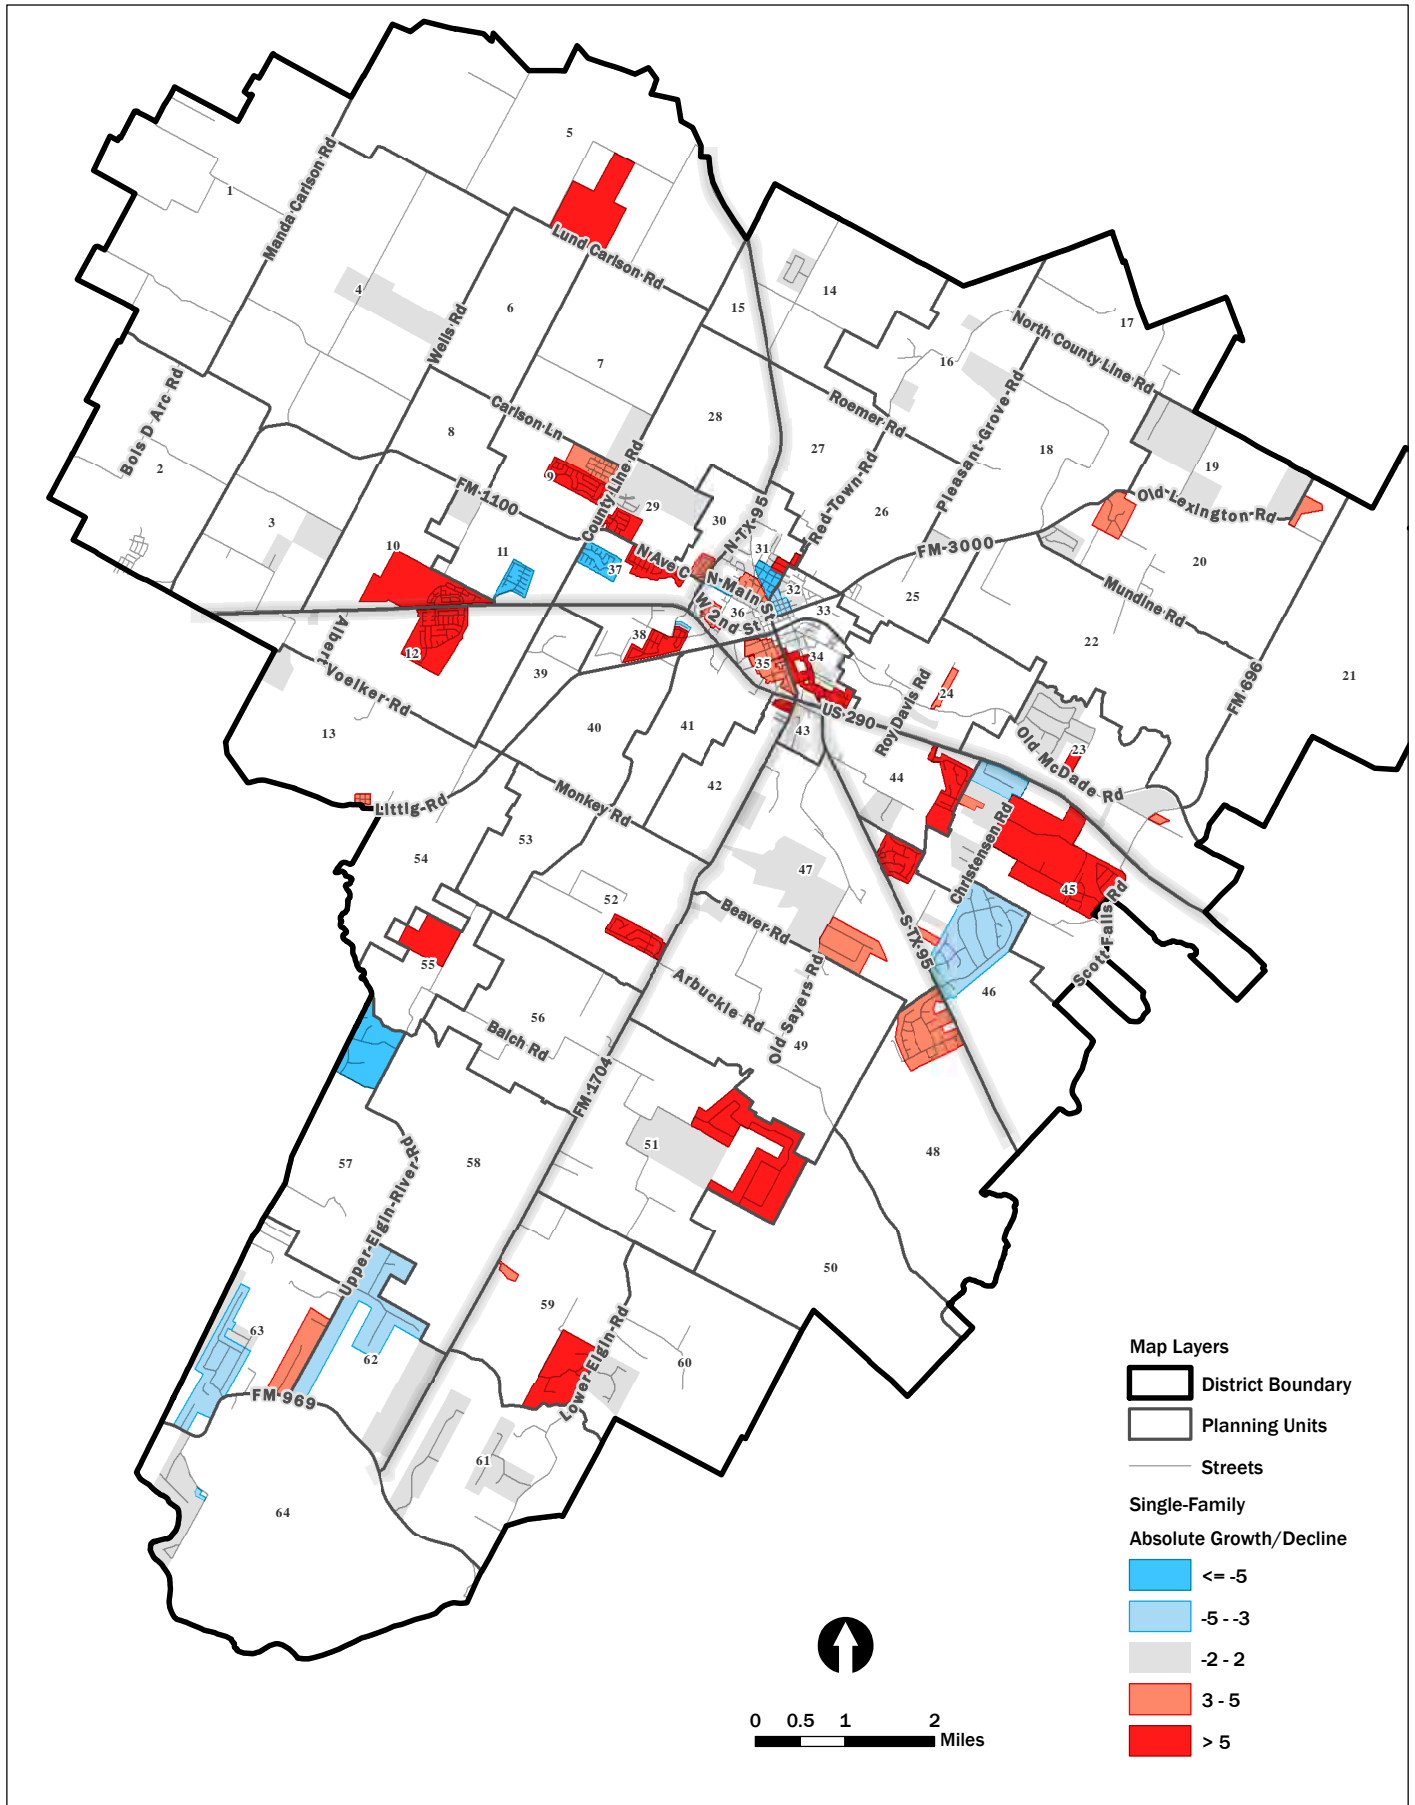 5
1
Manda Carlson Rd
Lund Carlson Rd
4
6
15
14
17
North County Line Rd
16
Wells Rd
7
Roemer Rd
Pleasant Grove Rd
Bois D Arc Rd
Carlson Ln
8
28
27
18
2
Red Town Rd
19
9
FM 1100
County Line Rd
29
Old Lexington Rd
3
30
N TX 95
26
10
11
31
FM 3000
20
37
N Ave C
N Main St
32
Mundine Rd
36
W 2nd St
33
25
22
Albert Voelker Rd
12
38
35
34
39
21
24
FM 696
13
40
41
43
US 290
Roy Davis Rd
Old McDade Rd
23
42
44
Littig Rd
Monkey Rd
53
54
Christensen Rd
47
45
52
Beaver Rd
S TX 95
Scott Falls Rd
55
Arbuckle Rd
Old Sayers Rd
46
56
Balch Rd
49
FM 1704
51
57
58
48
Upper Elgin River Rd
50
59
63
62
Lower Elgin Rd
60
FM 969
61
64
Map Layers
District Boundary
Planning Units
Streets
Single-Family
Absolute Growth/Decline
<= -5
-5 - -3
-2 - 2
3 - 5
> 5
0 0.5 1 2
Miles